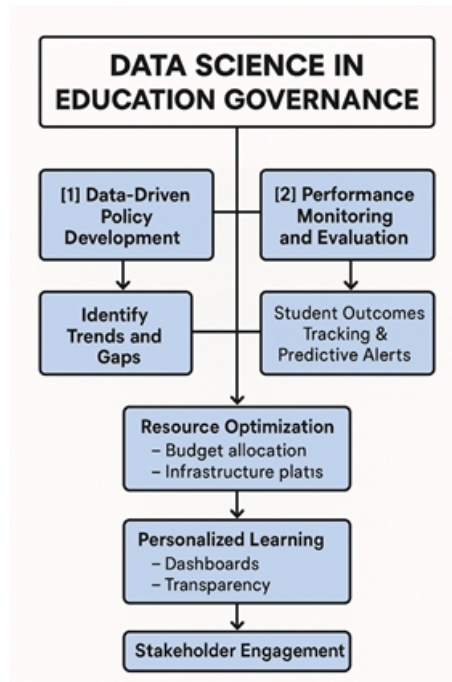 DATA SCIENCE IN
EDUCATION GOVERNANCE
[1] Data-Driven
Policy
Development
[2] Performance
Monitoring
and Evaluation
Identify
Trends and
Gaps
Student Outcomes
Tracking &
Predictive Alerts
Resource Optimization
– Budget allocation
– Infrastructure platıs
Personalized Learning
– Dashboards
– Transparency
Stakeholder Engagement